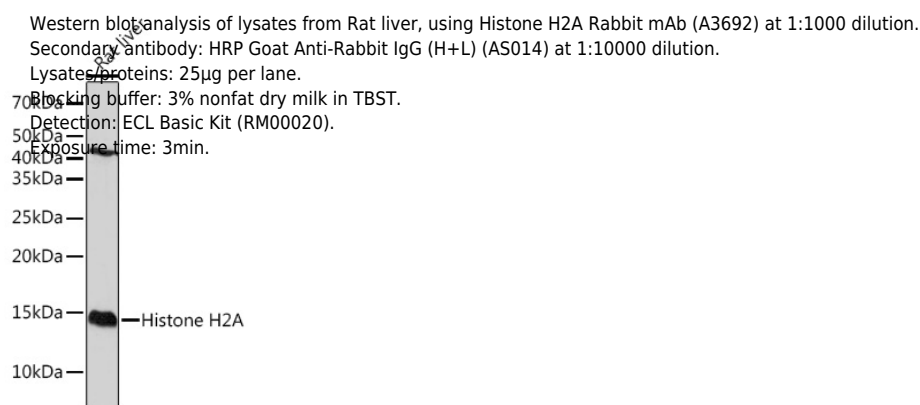 Western blot analysis of lysates from Rat liver, using Histone H2A Rabbit mAb (A3692) at 1:1000 dilution.
Secondary antibody: HRP Goat Anti-Rabbit IgG (H+L) (AS014) at 1:10000 dilution.
Rat liver
Lysates/proteins: 25μg per lane.
Blocking buffer: 3% nonfat dry milk in TBST.
70kDa
Detection: ECL Basic Kit (RM00020).
50kDa
Exposure time: 3min.
40kDa
35kDa
25kDa
20kDa
15kDa
Histone H2A
10kDa